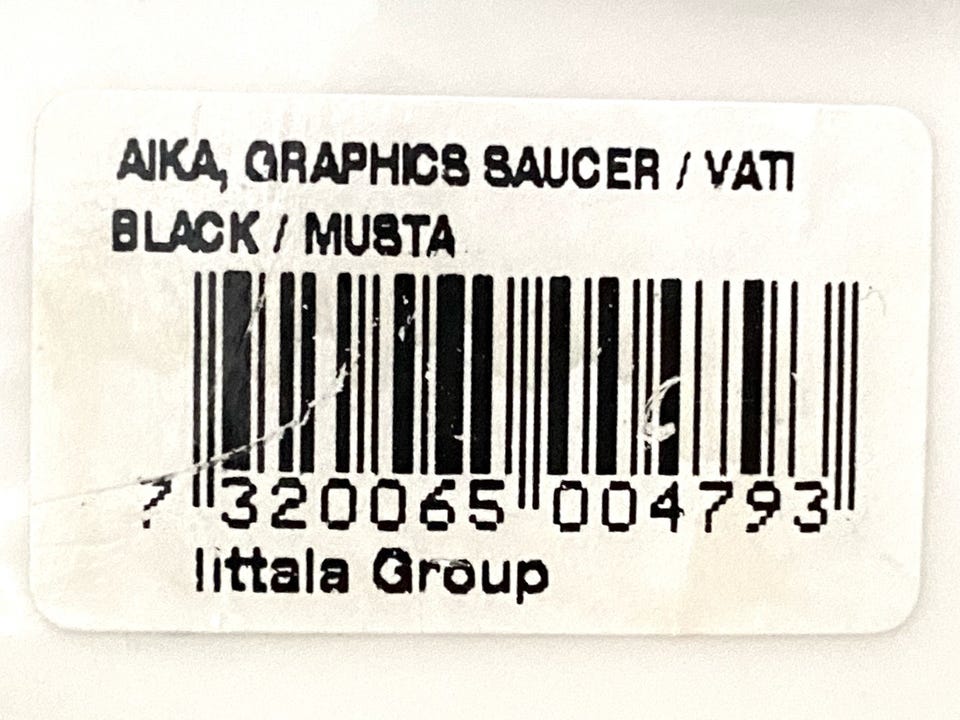 AIKA, GRAPHICS SAUCER / VATI
BLACK / MUSTA
7 320065 004793
Iittala Group